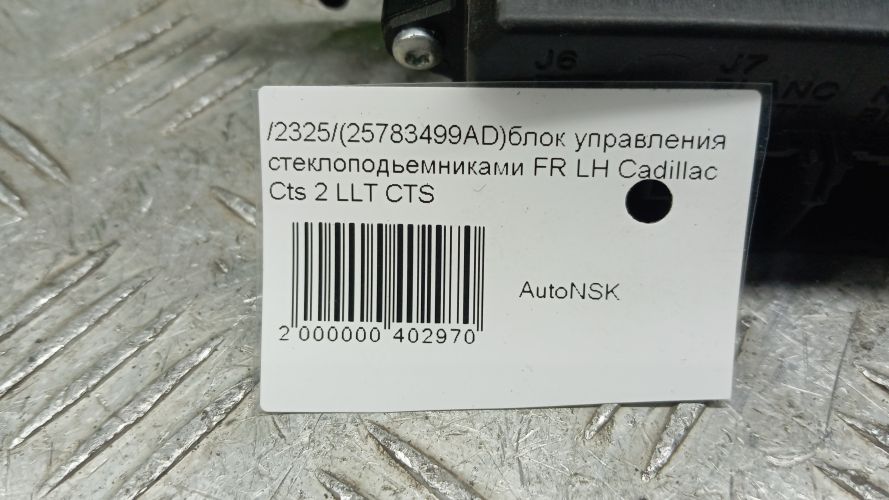 J6
J7
/2325/(25783499AD)блок управления
стеклоподьемниками FR LH Cadillac
Cts 2 LLT CTS
AutoNSK
2 000000 402970